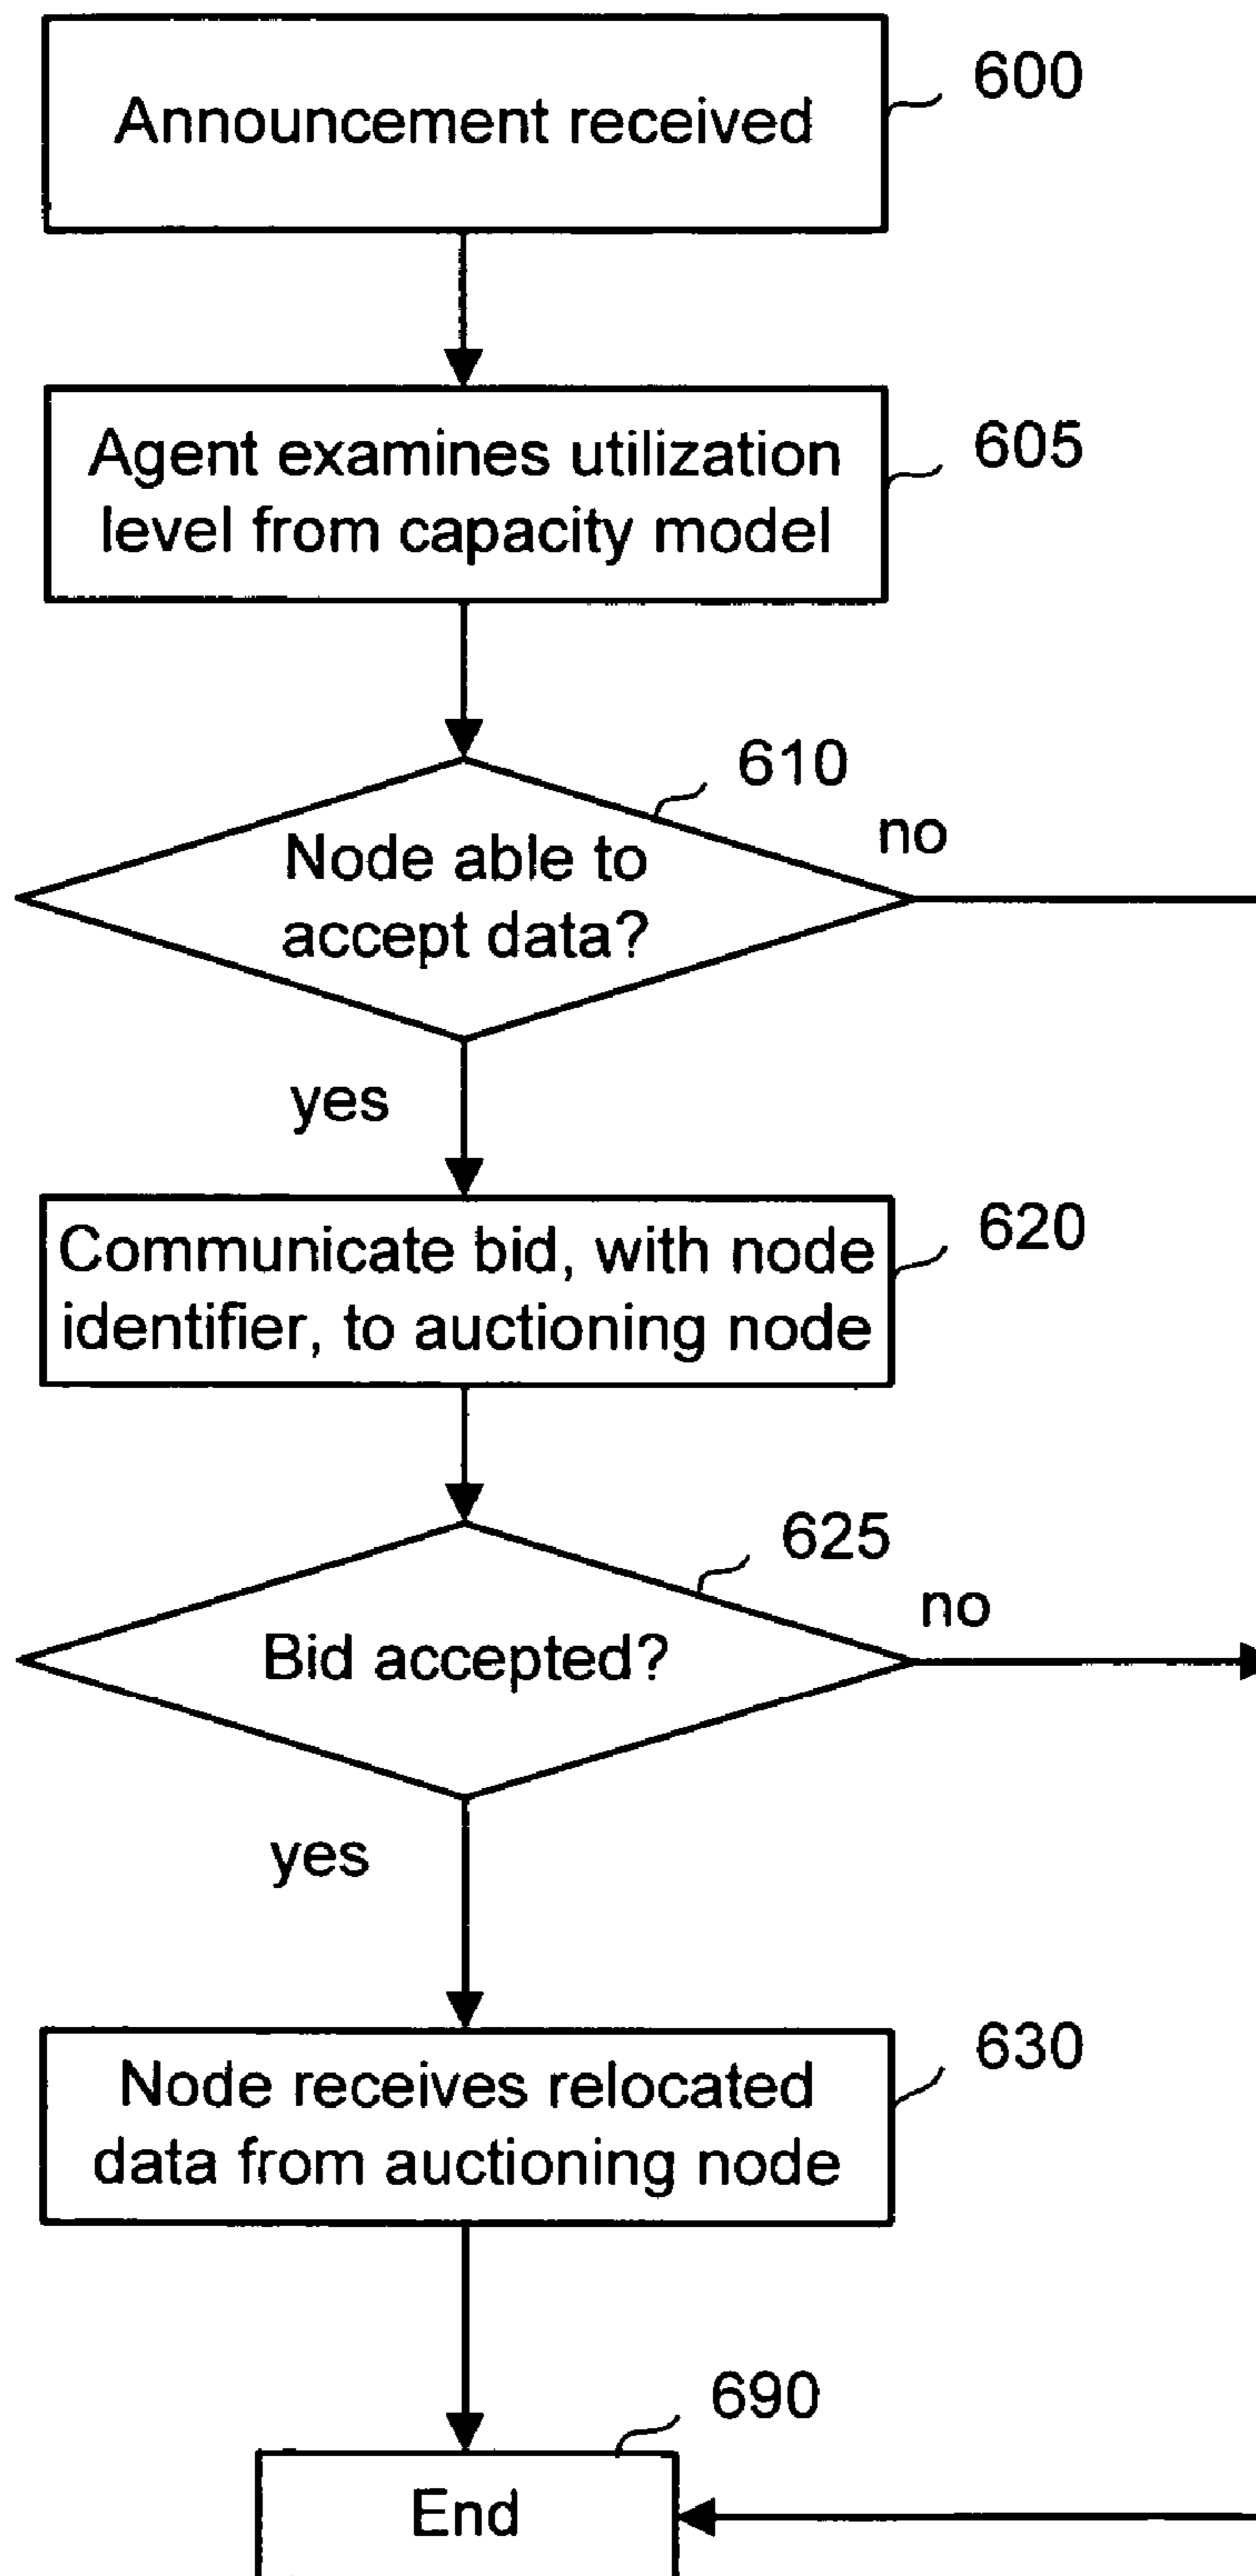 Announcement received
600
Agent examines utilization
level from capacity model
605
610
no
Node able to
accept data?
yes
Communicate bid, with node
identifier, to auctioning node
620
625
no
Bid accepted?
yes
Node receives relocated
data from auctioning node
630
690
End